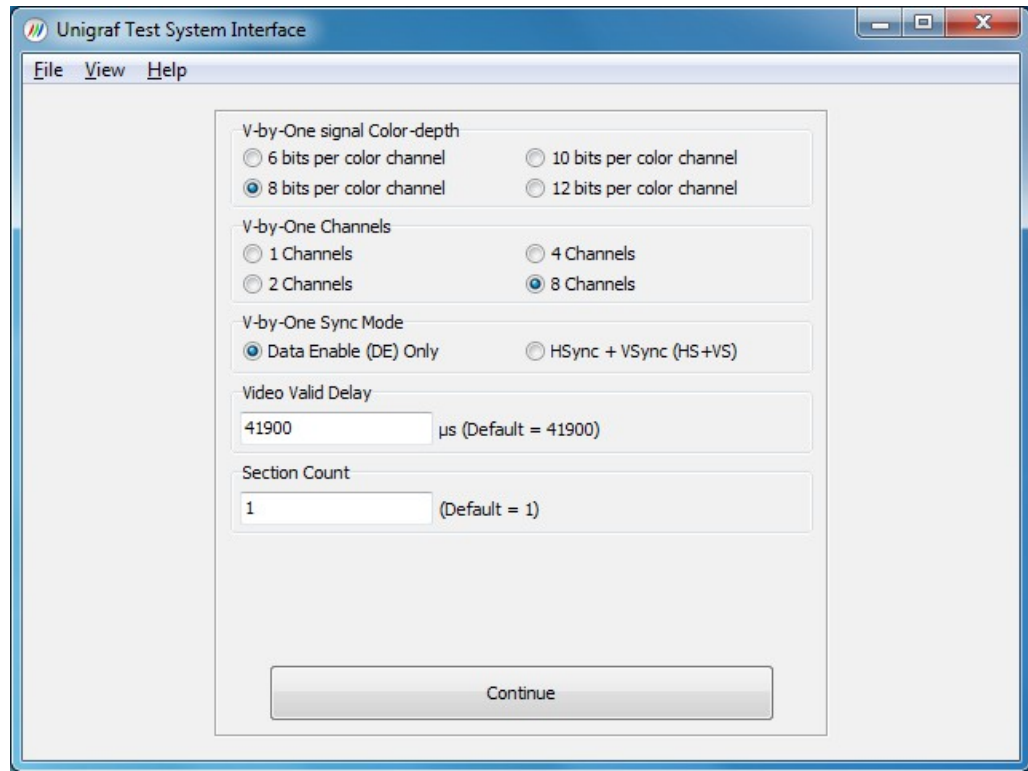 Unigraf Test System Interface
File View Help
V-by-One signal Color-depth
6 bits per color channel 10 bits per color channel
8 bits per color channel 12 bits per color channel
V-by-One Channels
1 Channels 4 Channels
2 Channels 8 Channels
V-by-One Sync Mode
Data Enable (DE) Only HSync + VSync (HS+VS)
Video Valid Delay
41900 µs (Default = 41900)
Section Count
1 (Default = 1)
Continue